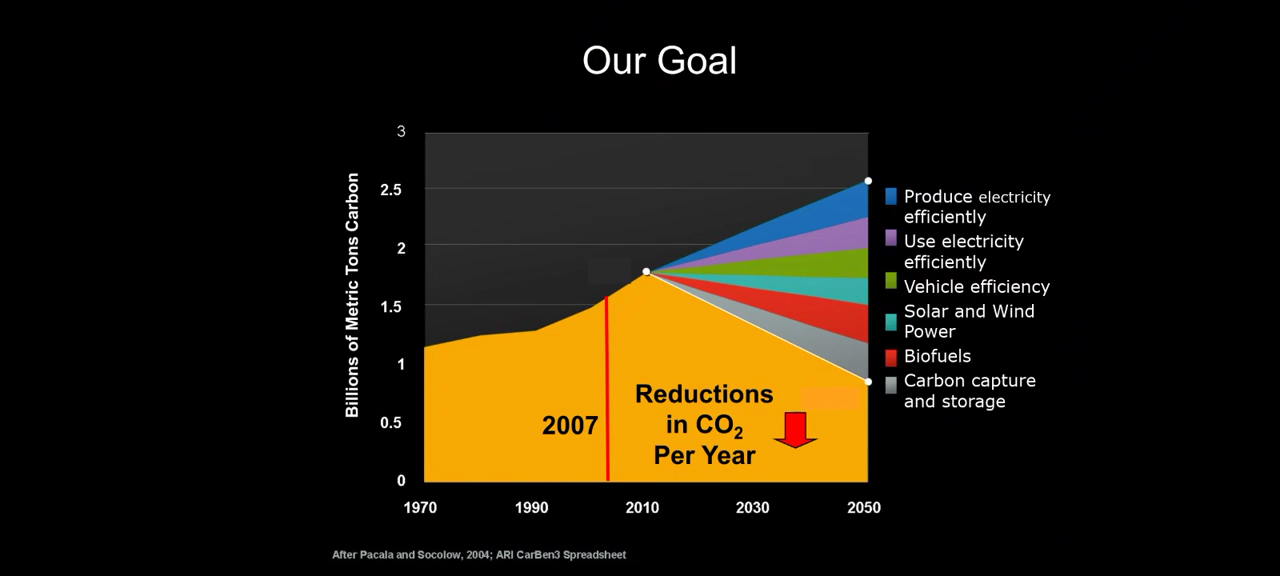 Our Goal
Billions of Metric Tons Carbon
3
2.5
2
1.5
1
0.5
0
1970
1990
2010
2030
2050
2007
Reductions
in CO₂
Per Year
Produce electricity
efficiently
Use electricity
efficiently
Vehicle efficiency
Solar and Wind
Power
Biofuels
Carbon capture
and storage
After Pacala and Socolow, 2004; ARI CarBen3 Spreadsheet